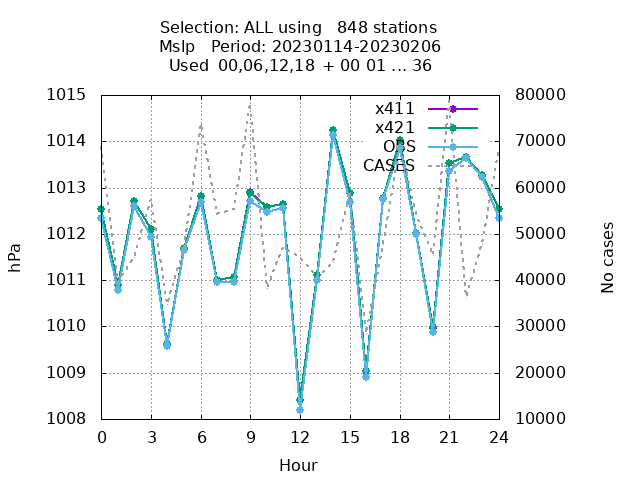 Selection: ALL using 848 stations
Mslp Period: 20230114-20230206
Used 00,06,12,18 + 00 01 ... 36
1015 80000
x411
x421
OBS
CASES
1014 70000
1013 60000
1012 50000
1011 40000
1010 30000
1009 20000
1008 10000
hPa
No cases
0 3 6 9 12 15 18 21 24
Hour